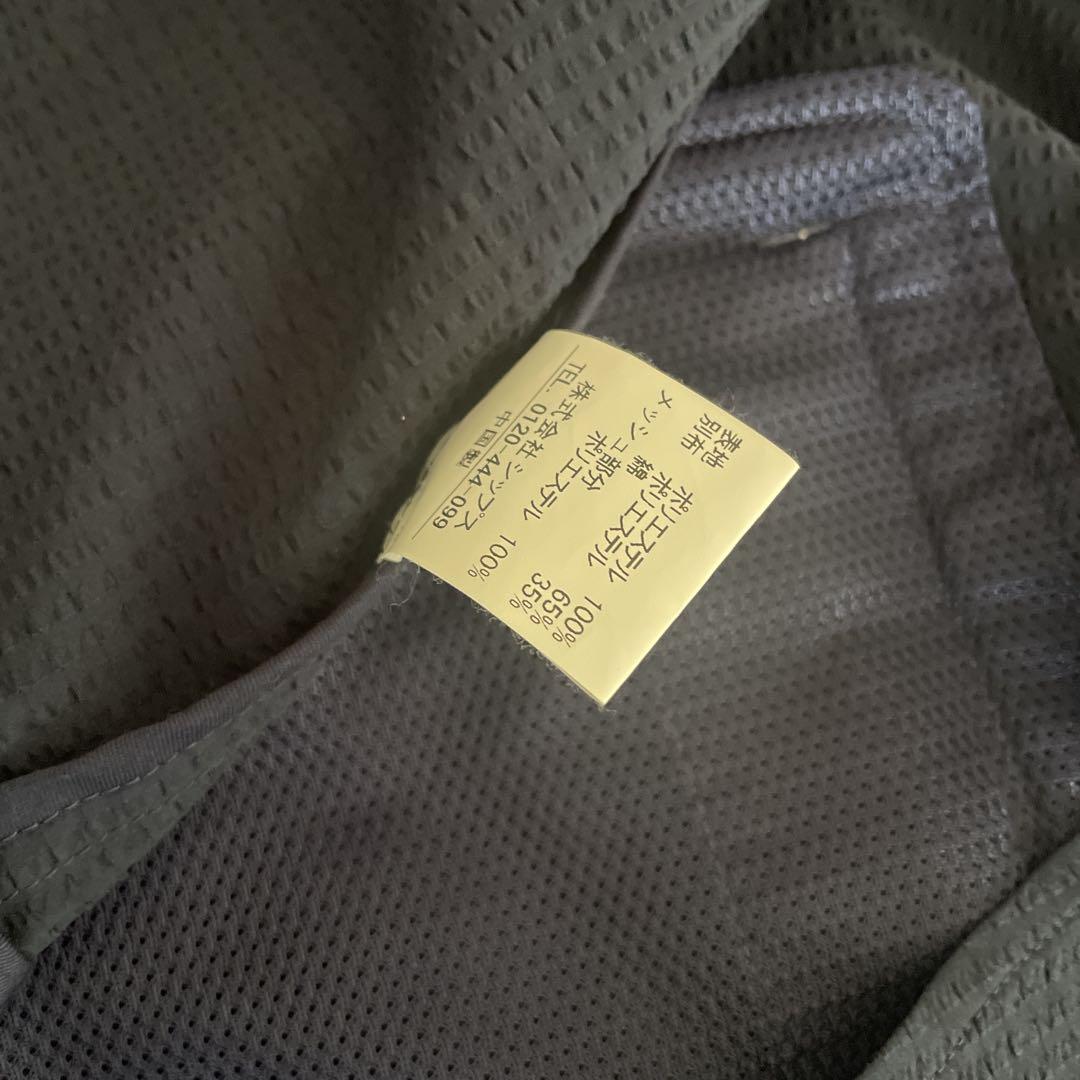 裏地 ポリエステル 100%
別布 ポリエステル 65%
綿 35%
メッシュ部分
ポリエステル 100%
株式会社シップス
TEL. 0120-444-099
中国製